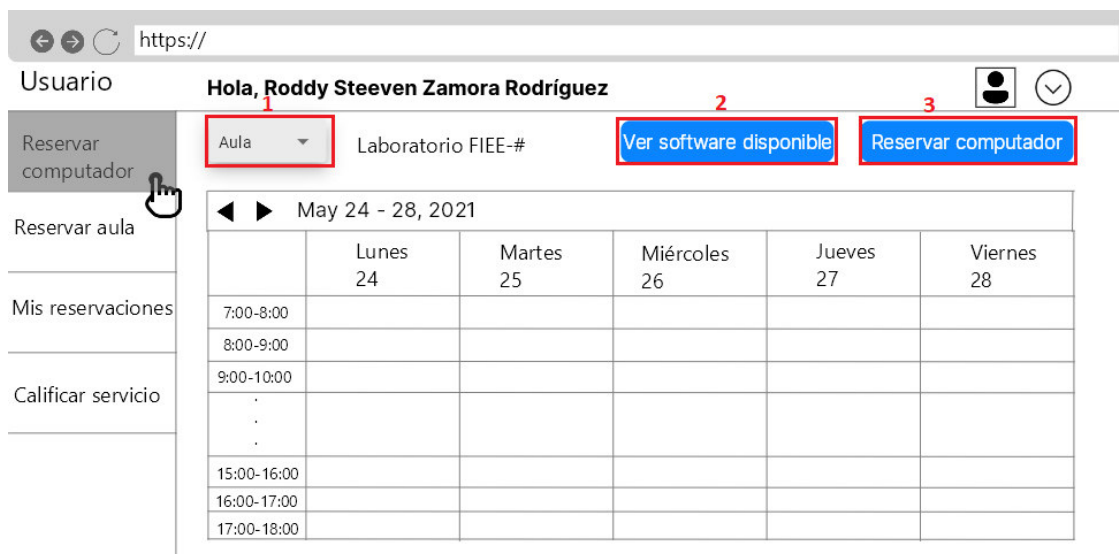 https://
Usuario
Hola, Roddy Steeven Zamora Rodríguez
1
2
3
Reservar
computador
Aula
Laboratorio FIEE-#
Ver software disponible
Reservar computador
Reservar aula
Mis reservaciones
Calificar servicio
May 24 - 28, 2021
Lunes Martes Miércoles Jueves Viernes
24 25 26 27 28
7:00-8:00
8:00-9:00
9:00-10:00
.
.
.
15:00-16:00
16:00-17:00
17:00-18:00